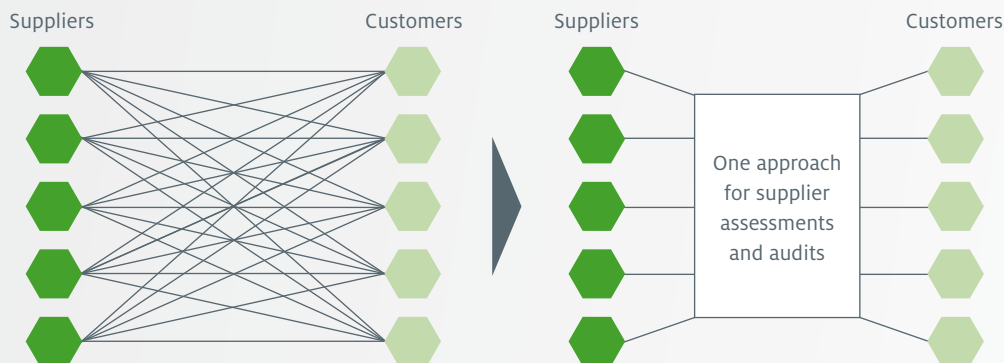 Suppliers
Customers
Suppliers
Customers
One approach
for supplier
assessments
and audits